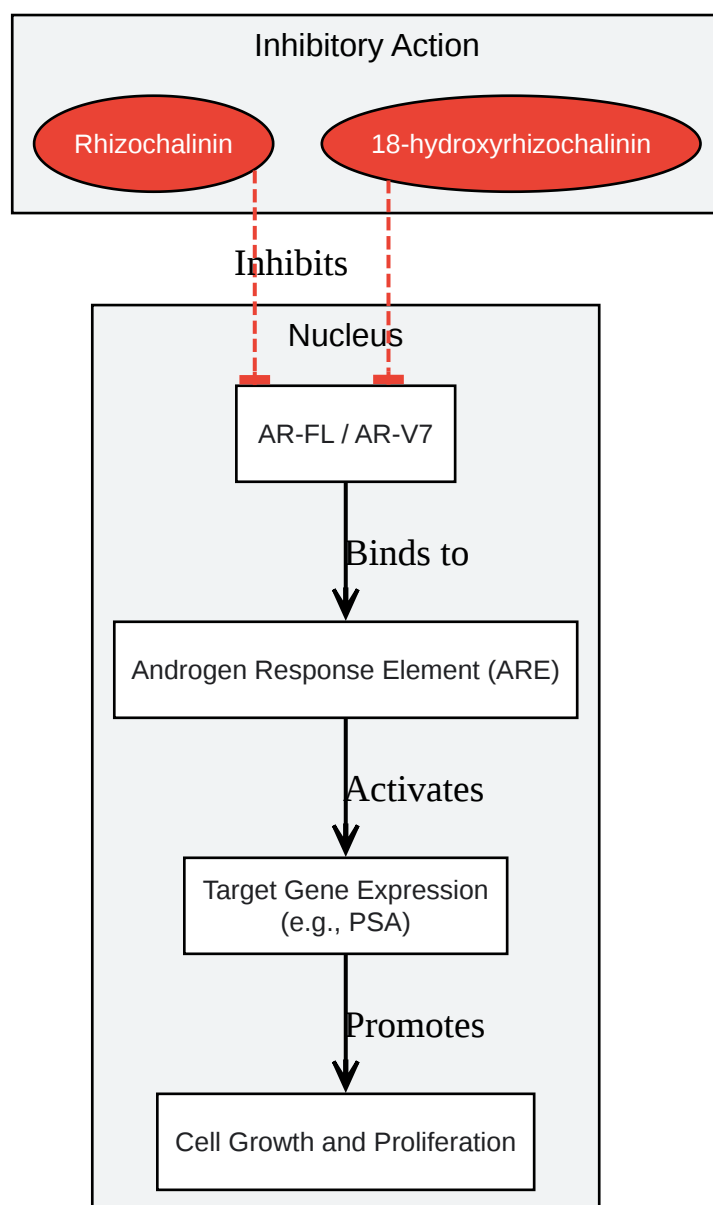 Inhibitory Action
Rhizochalinin
18-hydroxyrhizochalinin
Inhibits
Nucleus
AR-FL / AR-V7
Binds to
Androgen Response Element (ARE)
Activates
Target Gene Expression
(e.g., PSA)
Promotes
Cell Growth and Proliferation